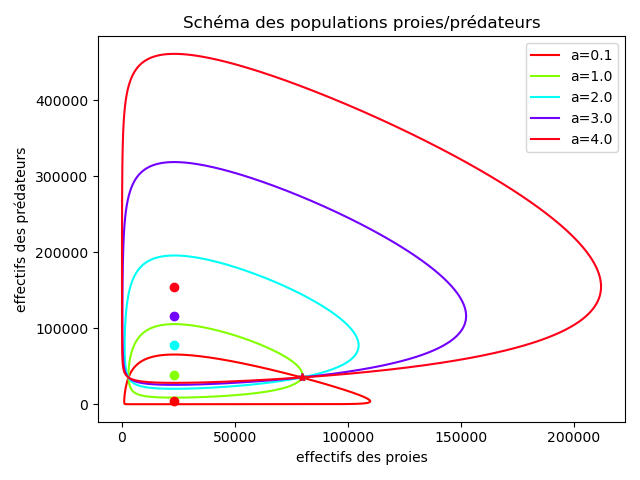 Schéma des populations proies/prédateurs
effectifs des prédateurs
400000
300000
200000
100000
0
a=0.1
a=1.0
a=2.0
a=3.0
a=4.0
0 50000 100000 150000 200000
effectifs des proies